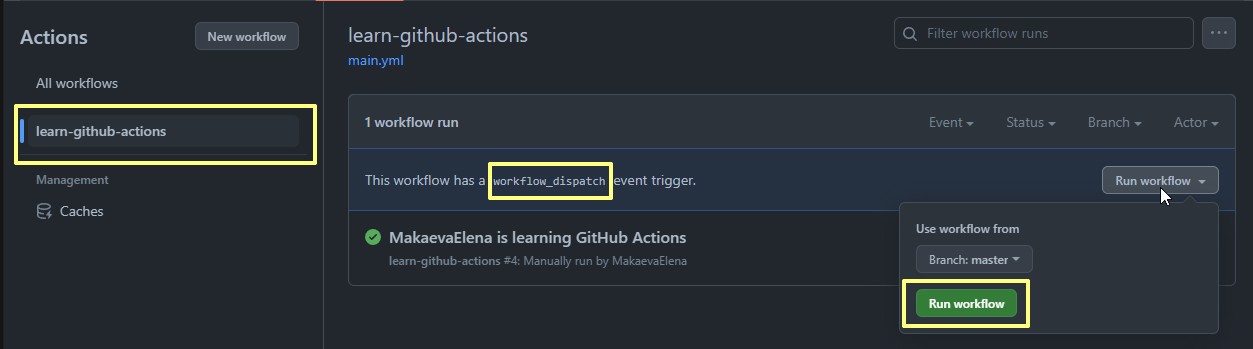 Actions
New workflow
All workflows
learn-github-actions
Management
Caches
learn-github-actions
main.yml
Filter workflow runs
1 workflow run
Event
Status
Branch
Actor
This workflow has a workflow_dispatch event trigger.
Run workflow
MakaevaElena is learning GitHub Actions
learn-github-actions #4: Manually run by MakaevaElena
Use workflow from
Branch: master
Run workflow